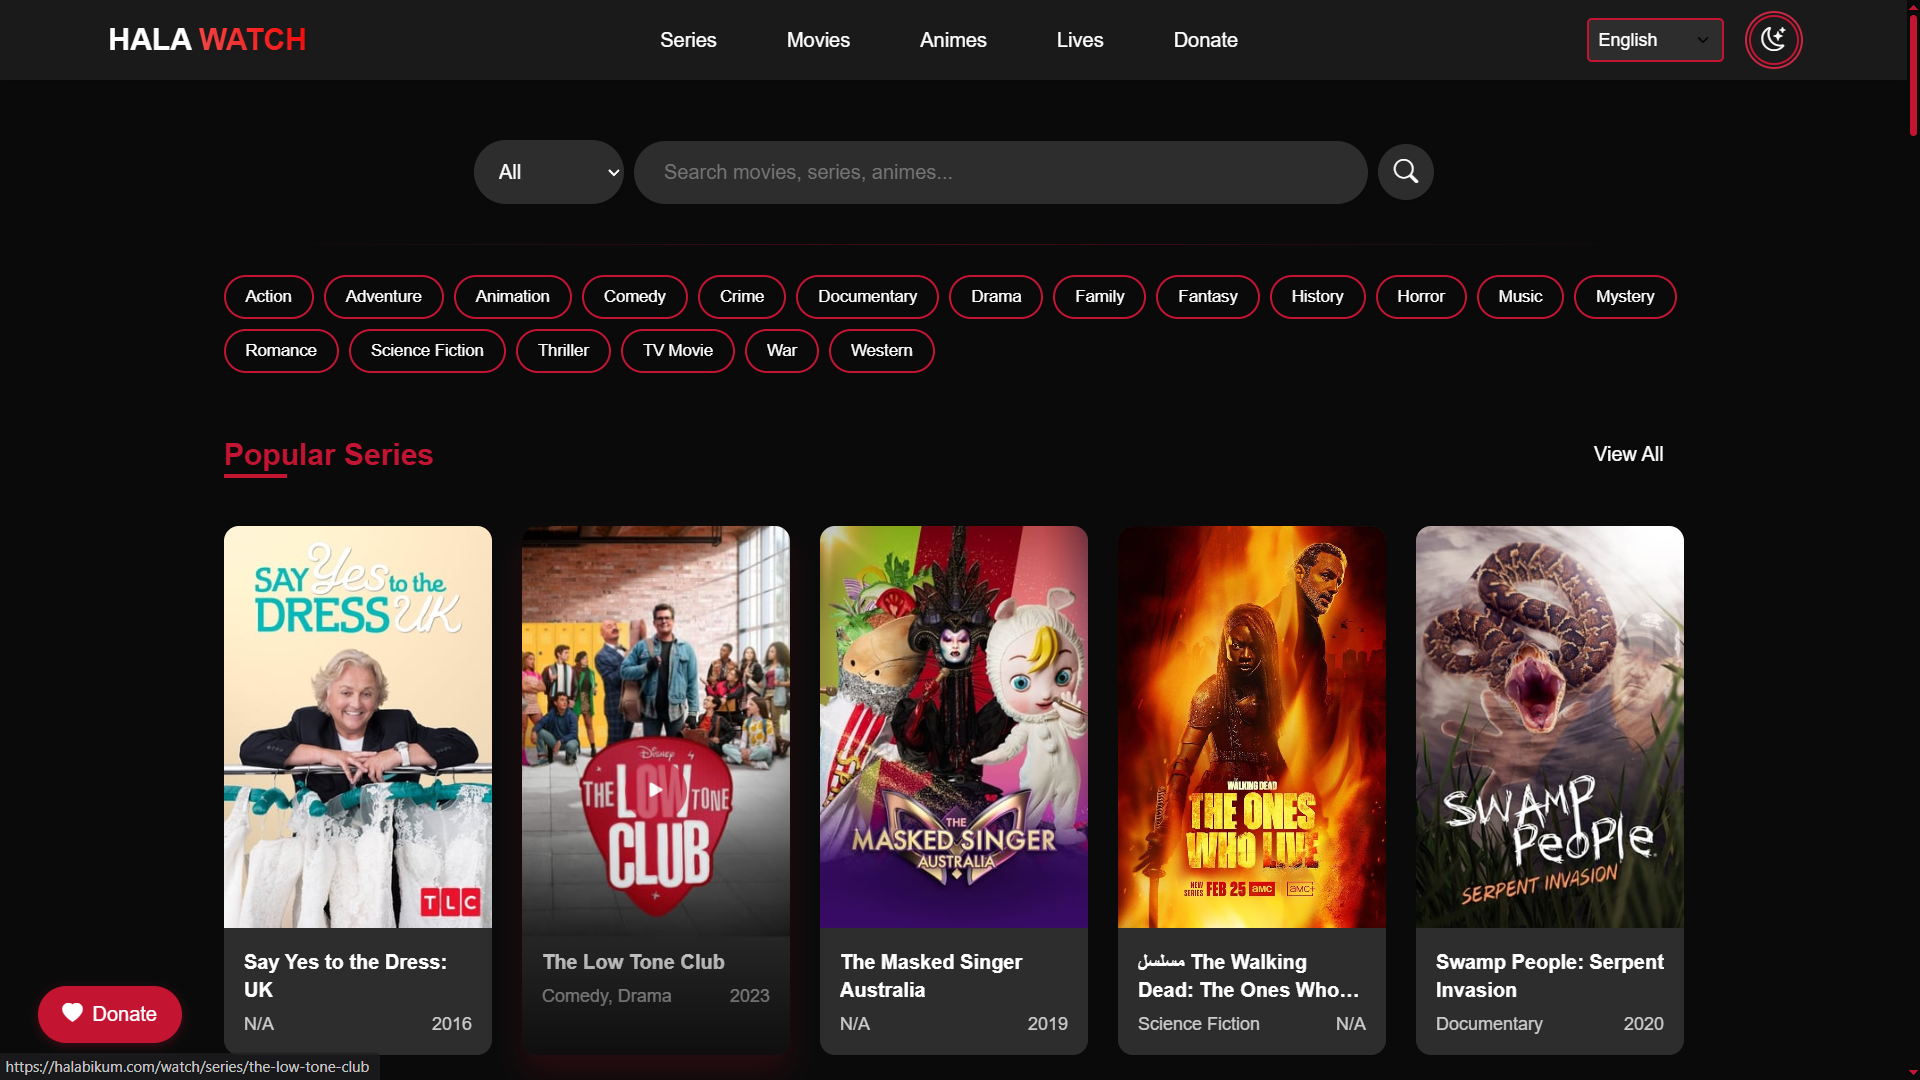 HALA WATCH
Series
Movies
Animes
Lives
Donate
English
All
Search movies, series, animes...
Action
Adventure
Animation
Comedy
Crime
Documentary
Drama
Family
Fantasy
History
Horror
Music
Mystery
Romance
Science Fiction
Thriller
TV Movie
War
Western
Popular Series
View All
SAY Yes to the
DRESS UK
TLC
Say Yes to the Dress:
UK
N/A
2016
Disney
THE LOW TONE
CLUB
The Low Tone Club
Comedy, Drama
2023
THE
MASKED SINGER
AUSTRALIA
The Masked Singer
Australia
N/A
2019
THE WALKING DEAD
THE ONES
WHO LIVE
NEW SERIES FEB 25 amc amc+
مسلسل The Walking
Dead: The Ones Who...
Science Fiction
N/A
SWAMP
PEOPLE
SERPENT INVASION
Swamp People: Serpent
Invasion
Documentary
2020
Donate
https://halabikum.com/watch/series/the-low-tone-club